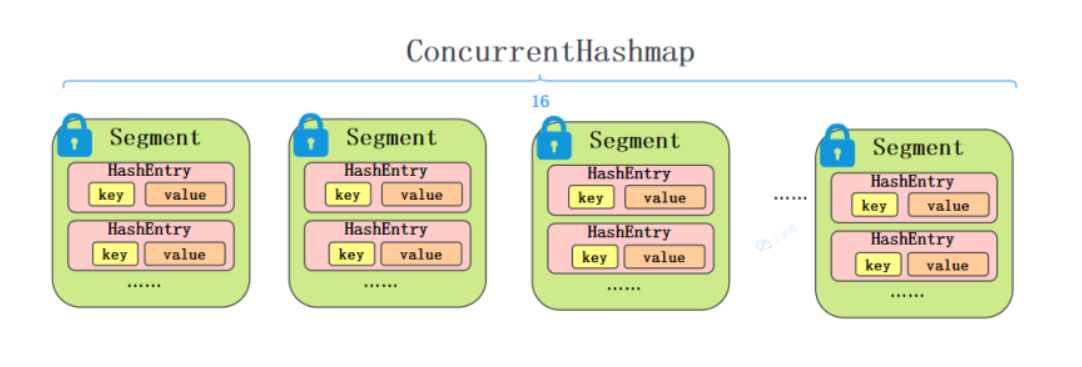 ConcurrentHashmap
16
Segment
HashEntry
key value
HashEntry
key value
……
Segment
HashEntry
key value
HashEntry
key value
……
Segment
HashEntry
key value
HashEntry
key value
……
……
Segment
HashEntry
key value
HashEntry
key value
……